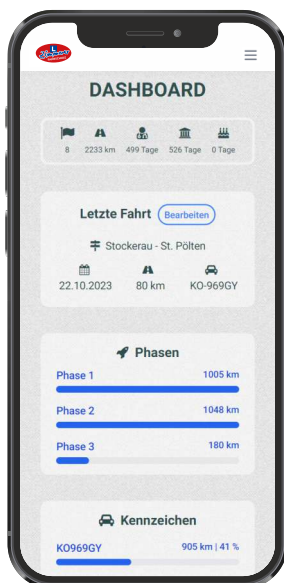 DASHBOARD
8 2233 km 499 Tage 526 Tage 0 Tage
Letzte Fahrt Bearbeiten
Stockerau - St. Pölten
22.10.2023 80 km KO-969GY
Phasen
Phase 1 1005 km
Phase 2 1048 km
Phase 3 180 km
Kennzeichen
KO969GY 905 km | 41 %